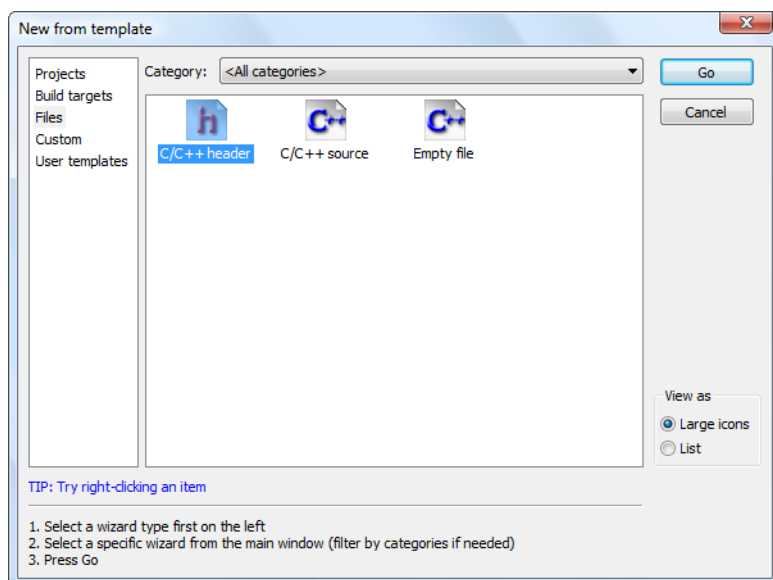 New from template
Projects
Build targets
Files
Custom
User templates
Category: <All categories>
h
C/C++ header
C++
C/C++ source
C++
Empty file
Go
Cancel
View as
Large icons
List
TIP: Try right-clicking an item
1. Select a wizard type first on the left
2. Select a specific wizard from the main window (filter by categories if needed)
3. Press Go